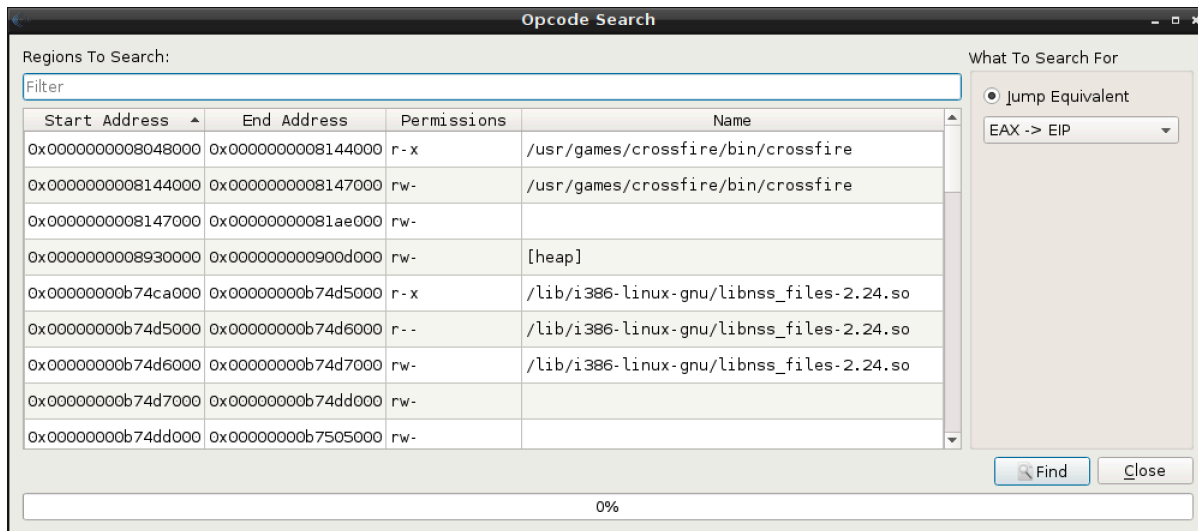 Opcode Search
Regions To Search:
What To Search For
Filter
Jump Equivalent
EAX -> EIP
Start Address End Address Permissions Name
0x0000000008048000 0x0000000008144000 r-x /usr/games/crossfire/bin/crossfire
0x0000000008144000 0x0000000008147000 rw- /usr/games/crossfire/bin/crossfire
0x0000000008147000 0x00000000081ae000 rw-
0x0000000008930000 0x000000000900d000 rw- [heap]
0x00000000b74ca000 0x00000000b74d5000 r-x /lib/i386-linux-gnu/libnss_files-2.24.so
0x00000000b74d5000 0x00000000b74d6000 r-- /lib/i386-linux-gnu/libnss_files-2.24.so
0x00000000b74d6000 0x00000000b74d7000 rw- /lib/i386-linux-gnu/libnss_files-2.24.so
0x00000000b74d7000 0x00000000b74dd000 rw-
0x00000000b74dd000 0x00000000b7505000 rw-
Find Close
0%